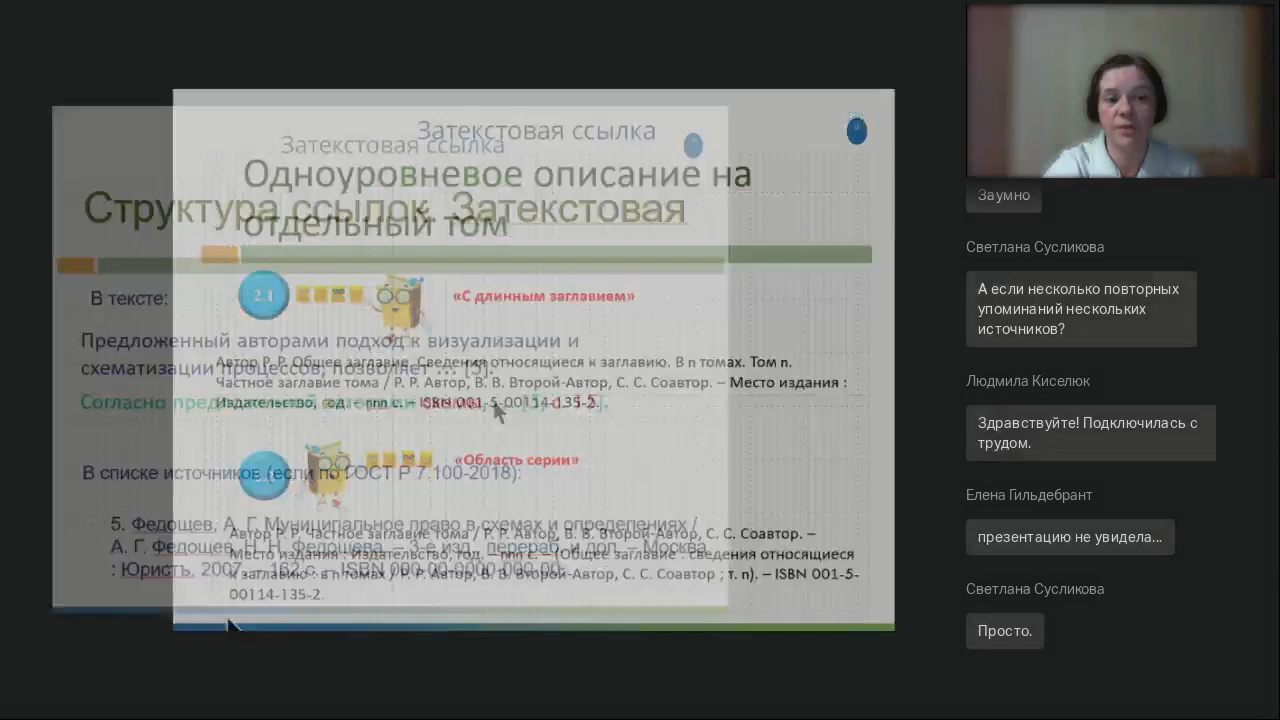 Затекстовая ссылка
Затекстовая ссылка
Одноуровневое описание на
отдельный том
Структура ссылок. Затекстовая
2.1
«С длинным заглавием»
В тексте:
Предложенный авторами подход к визуализации и
схематизации процессов, позволяет ... [5].
Автор Р. Р. Общее заглавие. Сведения относящиеся к заглавию. В n томах. Том n.
Частное заглавие тома / Р. Р. Автор, В. В. Второй-Автор, С. С. Соавтор. – Место издания :
Издательство, год. – nnn с. – ISBN 001-5-00114-135-2.
Согласно
«Область серии»
В списке источников (если по ГОСТ Р 7.100-2018):
5. Федощев, А. Г. Муниципальное право в схемах и определениях /
А. Г. Федощев, Н. Н. Федощева. – 3-е изд., перераб. и доп. – Москва
: Юристъ, 2007. – 162 с. – ISBN 000-00-0000-000-00.
Автор Р. Р. Частное заглавие тома / Р. Р. Автор, В. В. Второй-Автор, С. С. Соавтор. –
Место издания : Издательство, год. – nnn с. – (Общее заглавие : сведения относящиеся
к заглавию : в n томах / Р. Р. Автор, В. В. Второй-Автор, С. С. Соавтор ; т. n). – ISBN 001-5-
00114-135-2.
Заумно
Светлана Сусликова
А если несколько повторных
упоминаний нескольких
источников?
Людмила Киселюк
Здравствуйте! Подключилась с
трудом.
Елена Гильдебрант
презентацию не увидела...
Светлана Сусликова
Просто.